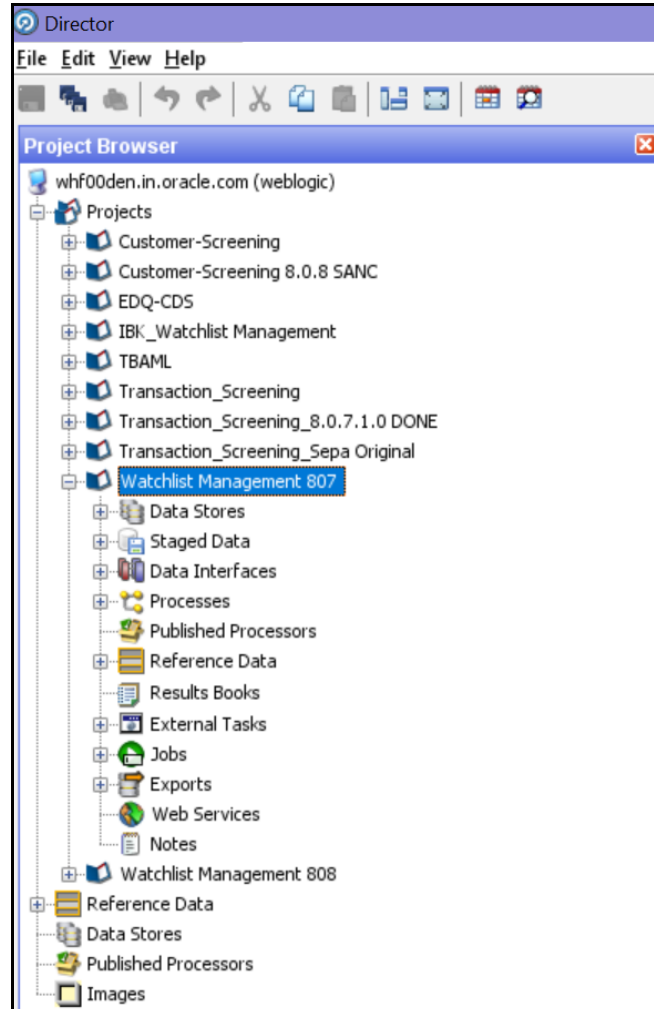 Director
File Edit View Help
Project Browser
whf00den.in.oracle.com (weblogic)
Projects
Customer-Screening
Customer-Screening 8.0.8 SANC
EDQ-CDS
IBK_Watchlist Management
TBAML
Transaction_Screening
Transaction_Screening_8.0.7.1.0 DONE
Transaction_Screening_Sepa Original
Watchlist Management 807
Data Stores
Staged Data
Data Interfaces
Processes
Published Processors
Reference Data
Results Books
External Tasks
Jobs
Exports
Web Services
Notes
Watchlist Management 808
Reference Data
Data Stores
Published Processors
Images